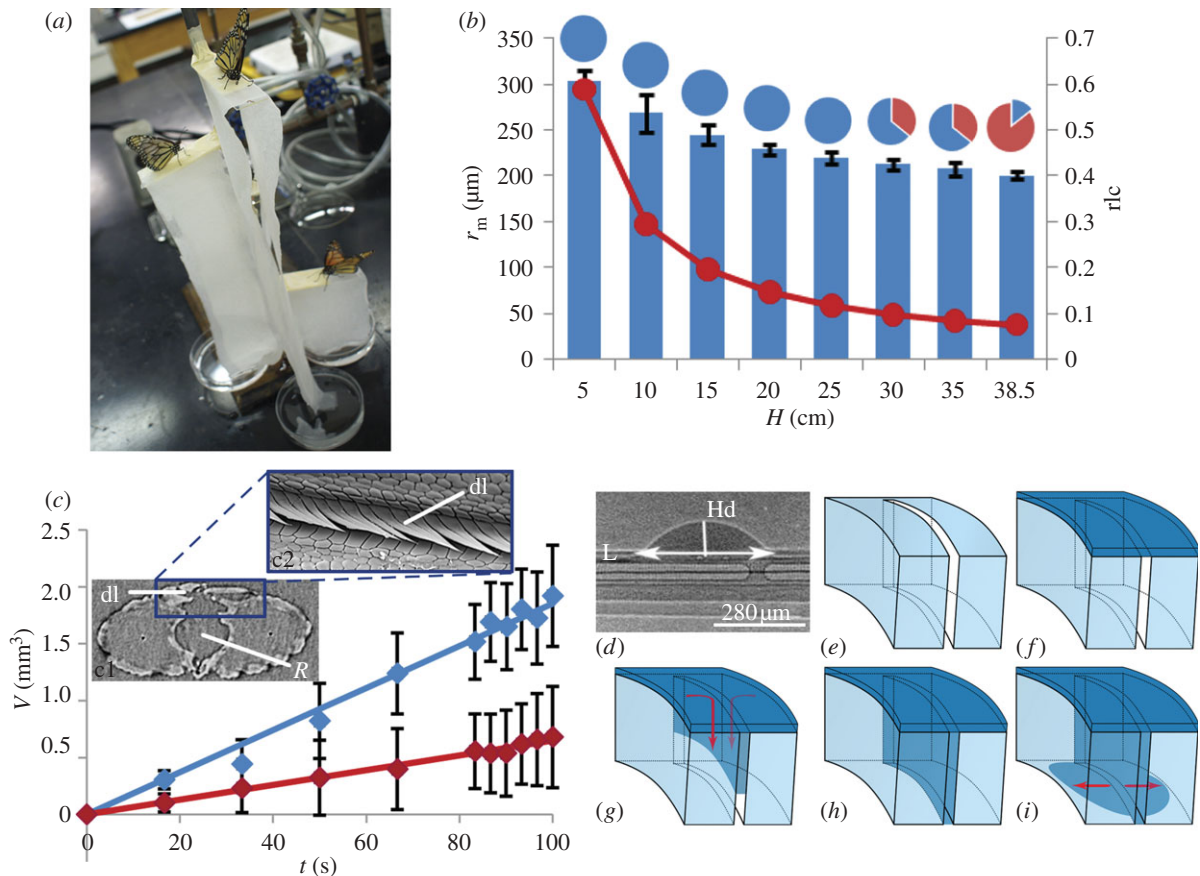 (a)
(b)
350
300
250
200
150
100
50
0
r_m (µm)
0.7
0.6
0.5
0.4
0.3
0.2
0.1
0
rlc
5 10 15 20 25 30 35 38.5
H (cm)
(c)
2.5
2.0
1.5
1.0
0.5
0
V (mm³)
0 20 40 60 80 100
t (s)
dl
c2
dl
R
c1
Hd
L
280 µm
(d)
(e)
(f)
(g)
(h)
(i)